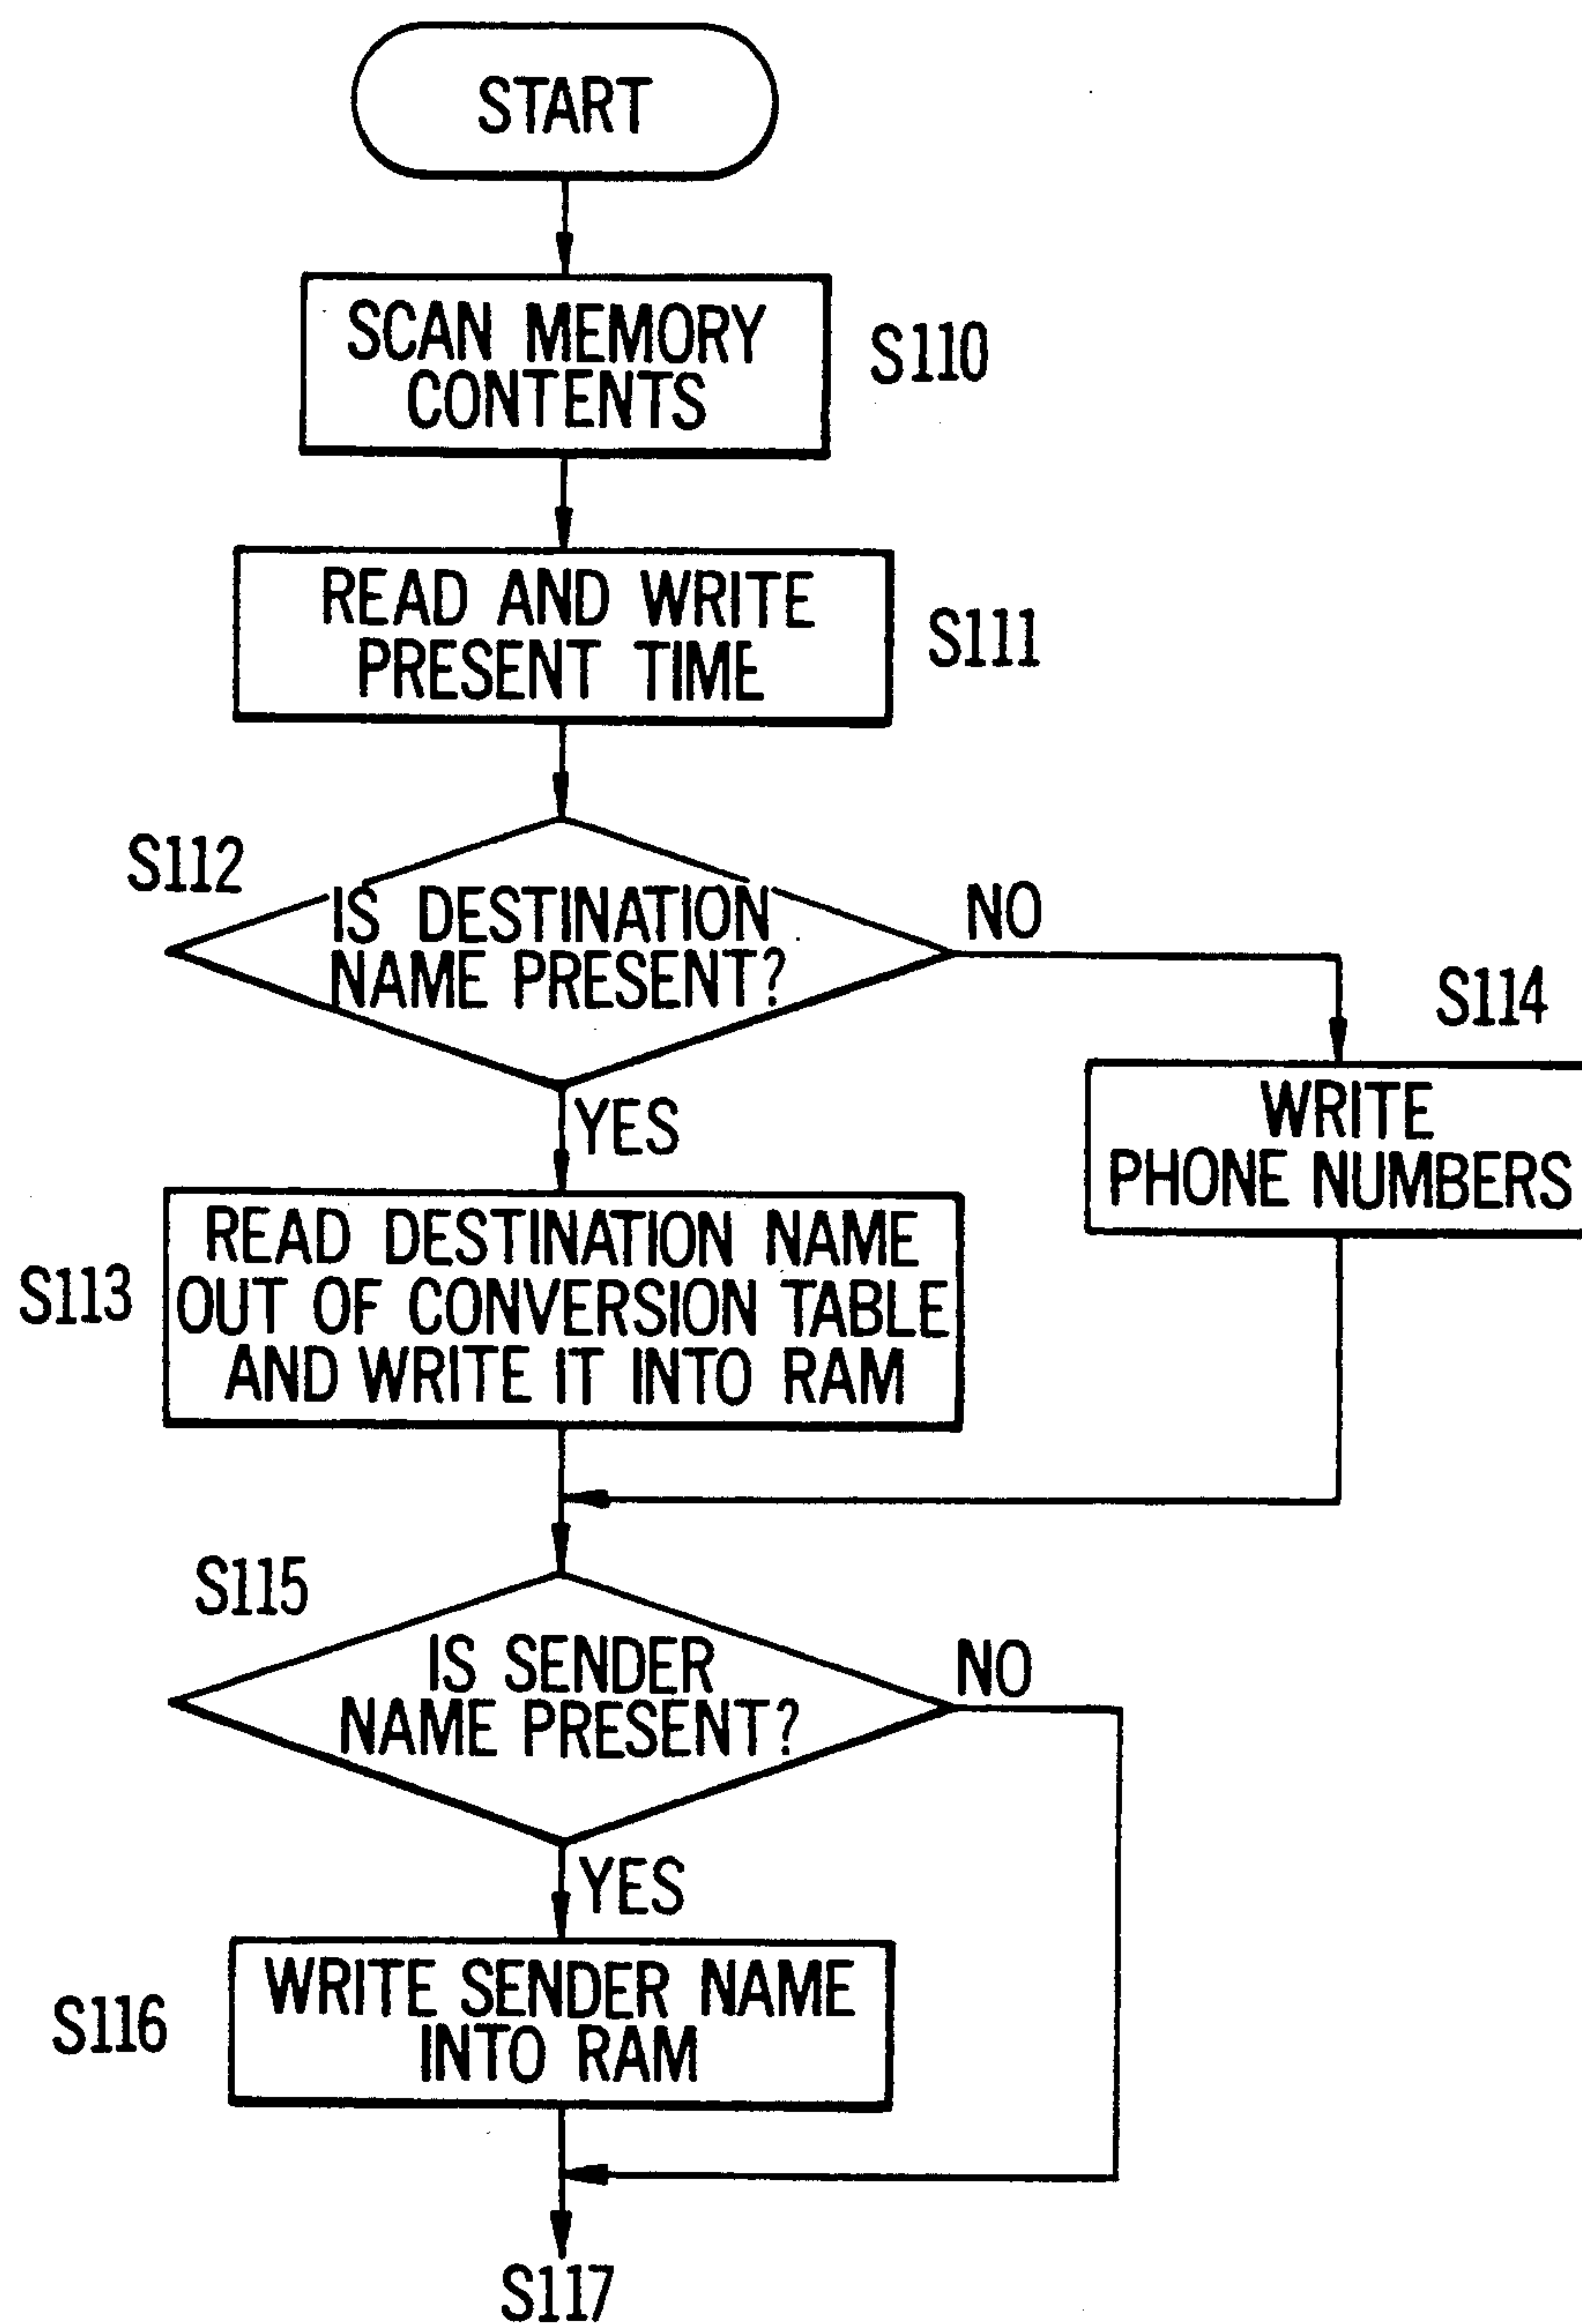 START
SCAN MEMORY
CONTENTS
S110
READ AND WRITE
PRESENT TIME
S111
S112
IS DESTINATION
NAME PRESENT?
NO
S114
WRITE
PHONE NUMBERS
YES
S113
READ DESTINATION NAME
OUT OF CONVERSION TABLE
AND WRITE IT INTO RAM
S115
IS SENDER
NAME PRESENT?
NO
YES
S116
WRITE SENDER NAME
INTO RAM
S117